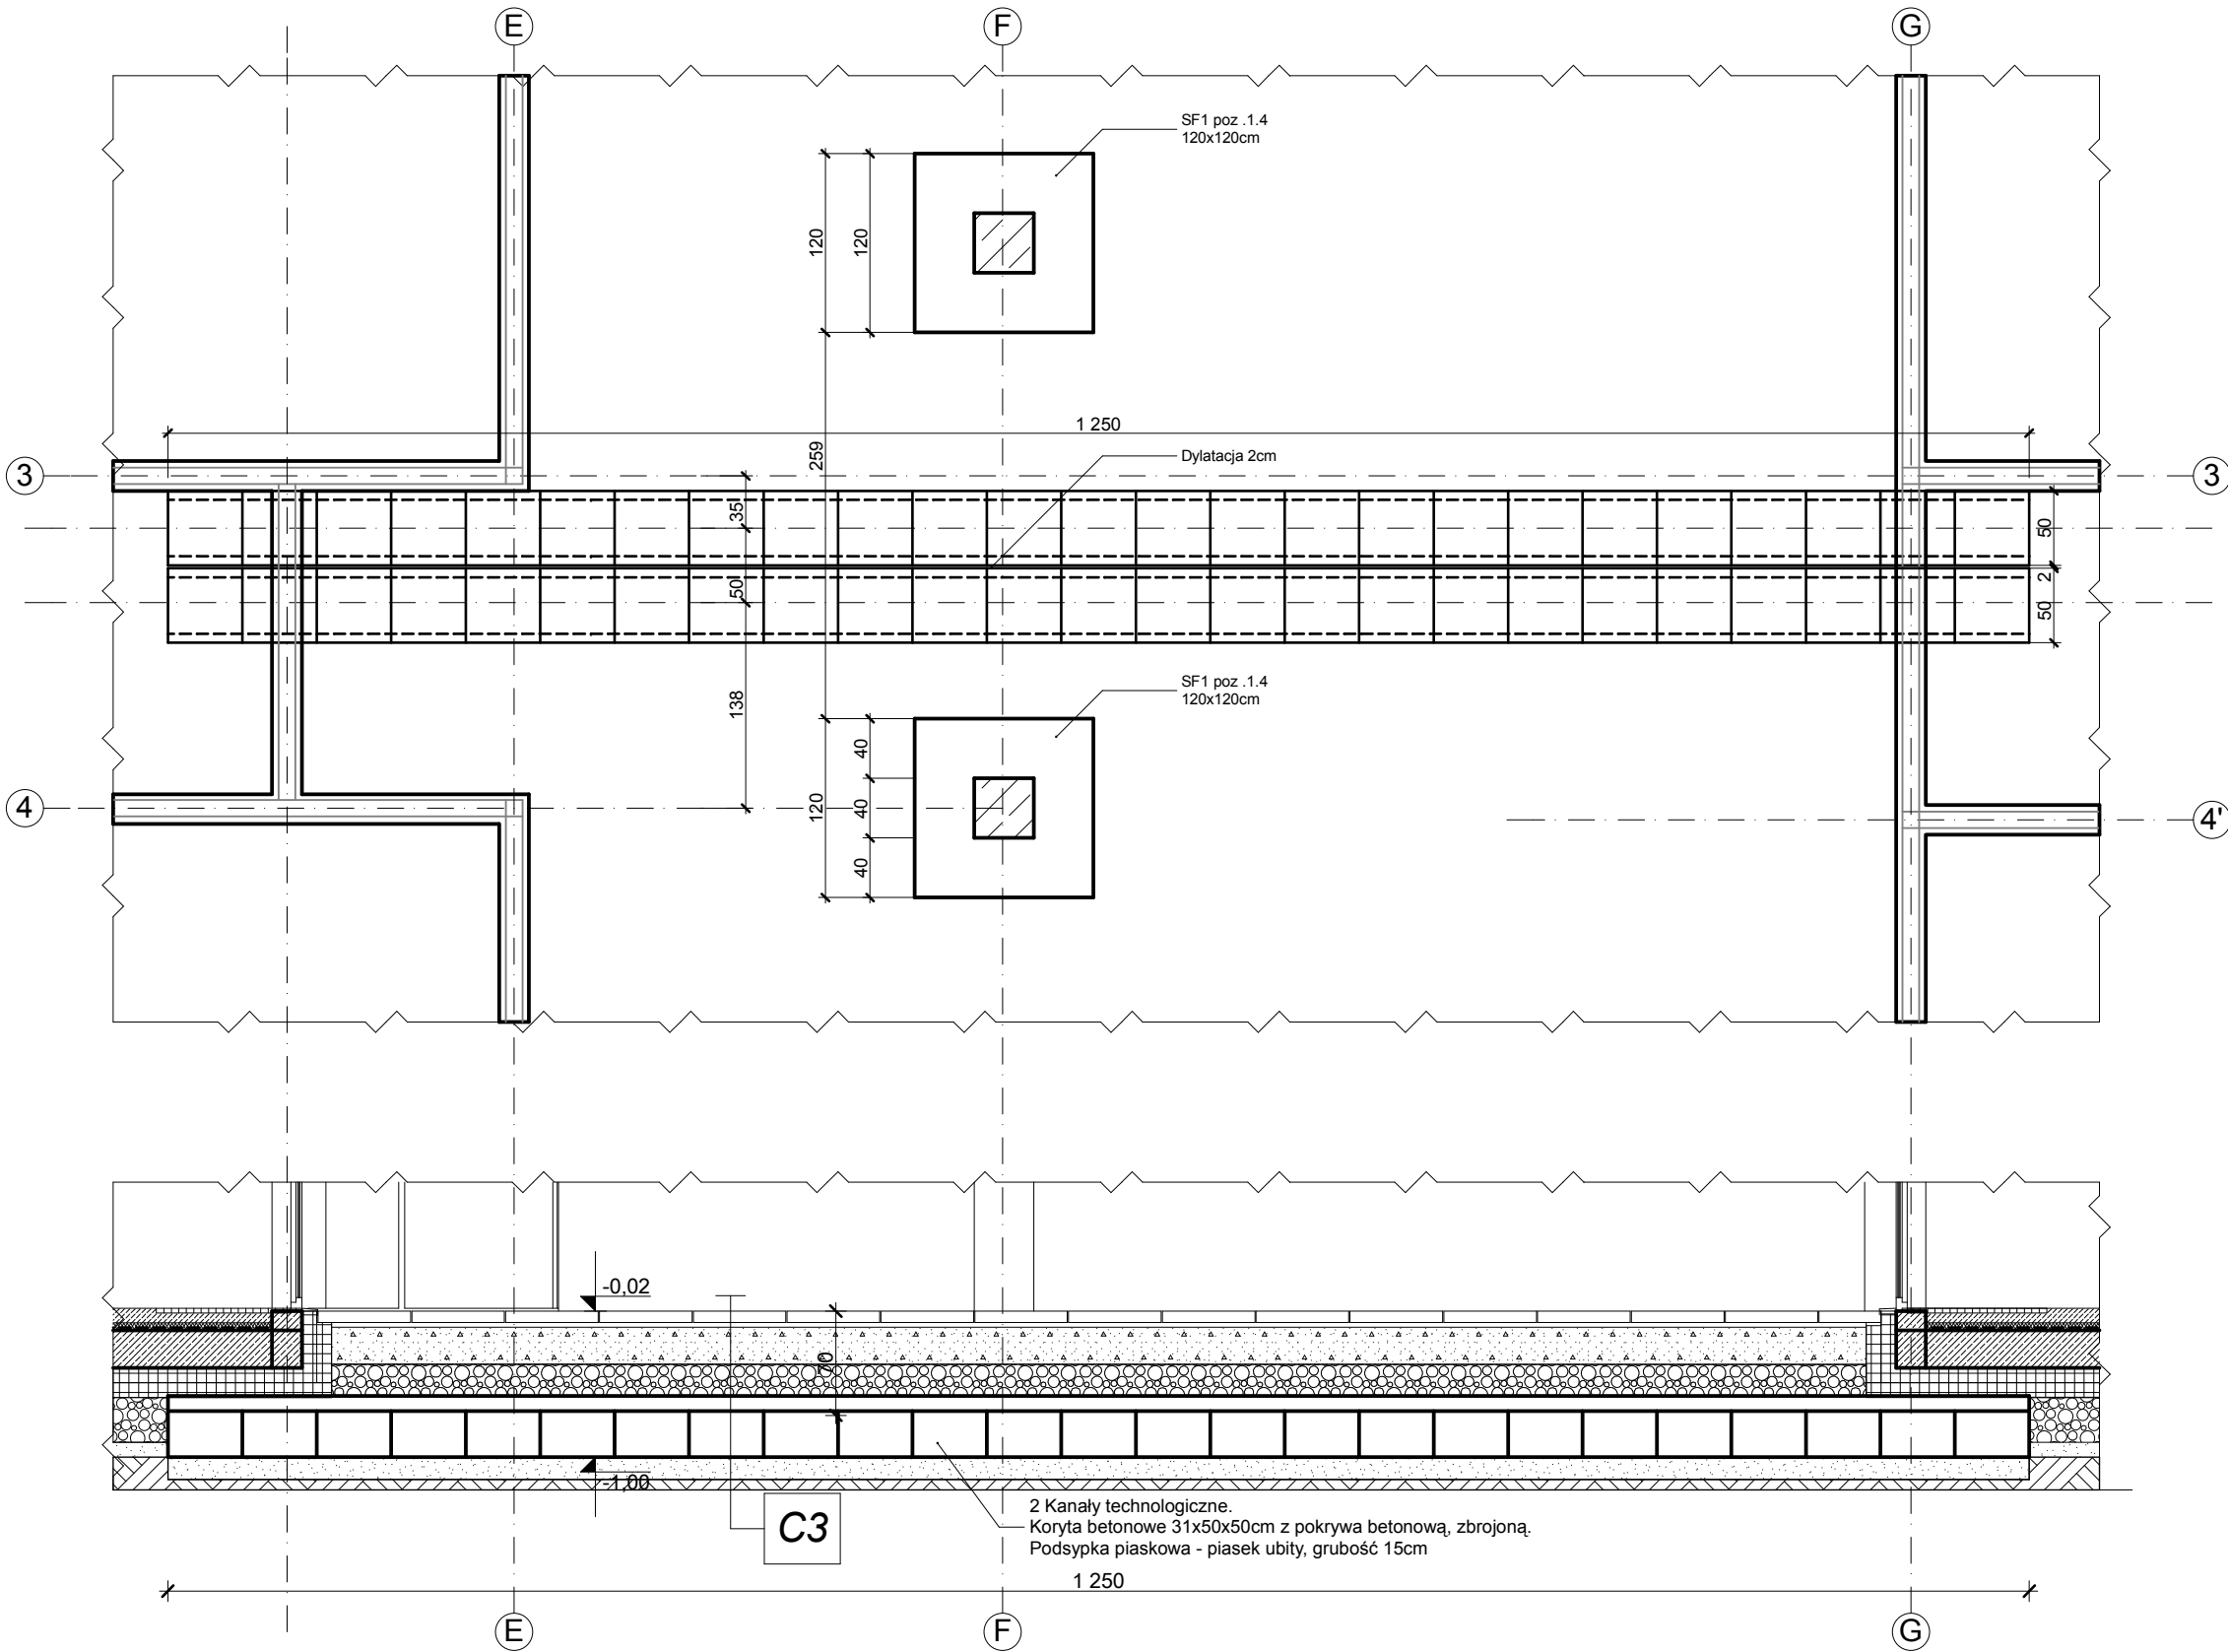 E
F
G
SF1 poz .1.4
120x120cm
120
120
1 250
259
Dylatacja 2cm
3
3
35
50
50
2
50
SF1 poz .1.4
120x120cm
138
40
120
40
40
4
4'
-0,02
70
-1,00
C3
2 Kanały technologiczne.
Koryta betonowe 31x50x50cm z pokrywa betonową, zbrojoną.
Podsypka piaskowa - piasek ubity, grubość 15cm
1 250
E
F
G